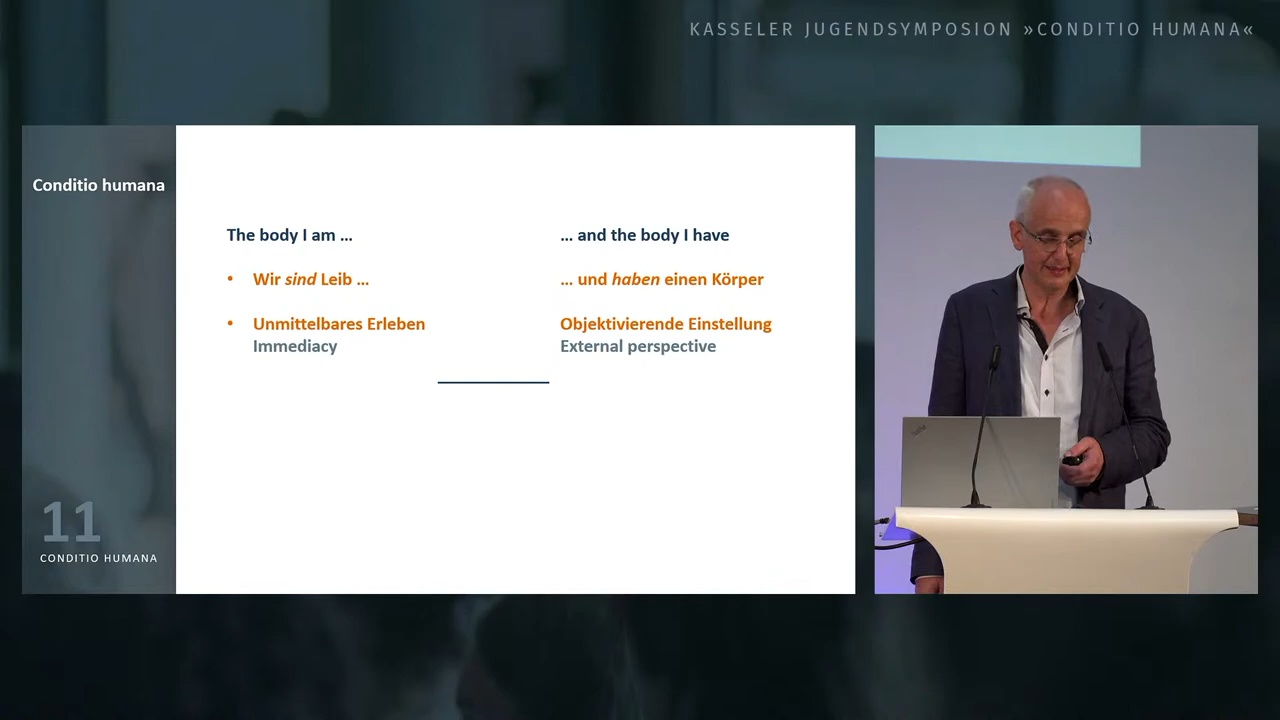 KASSELER JUGENDSYMPOSION »CONDITIO HUMANA«
Conditio humana
The body I am ...
... and the body I have
• Wir sind Leib ...
... und haben einen Körper
• Unmittelbares Erleben
Immediacy
Objektivierende Einstellung
External perspective
11
CONDITIO HUMANA